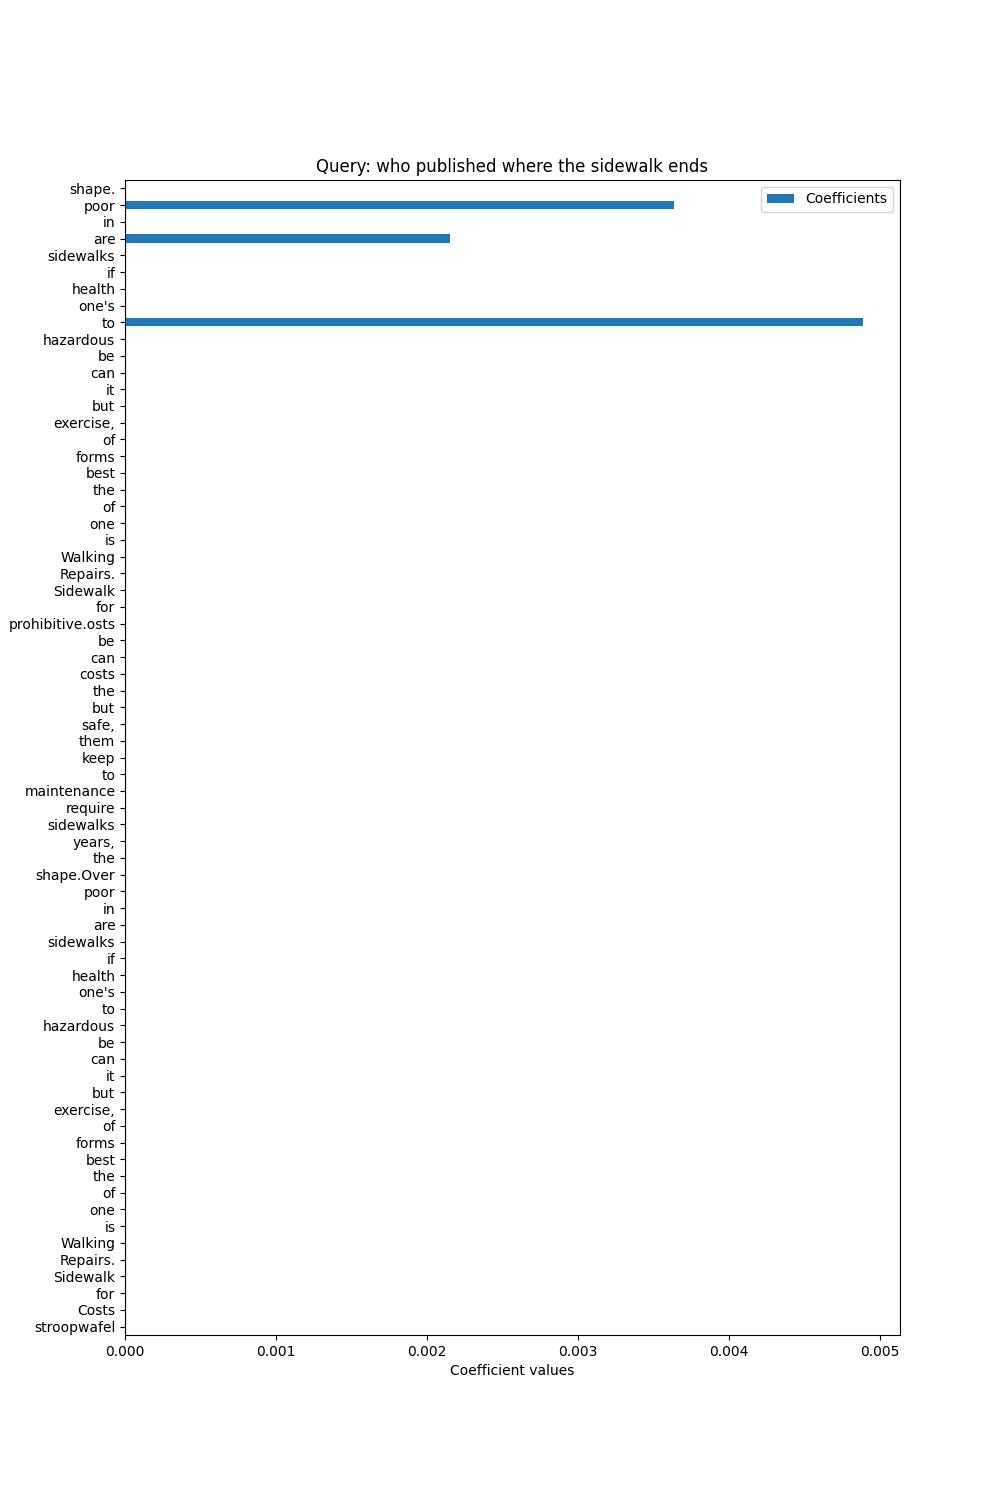 Query: who published where the sidewalk ends
Coefficients
shape.
poor
in
are
sidewalks
if
health
one's
to
hazardous
be
can
it
but
exercise,
of
forms
best
the
of
one
is
Walking
Repairs.
Sidewalk
for
prohibitive.osts
be
can
costs
the
but
safe,
them
keep
to
maintenance
require
sidewalks
years,
the
shape.Over
poor
in
are
sidewalks
if
health
one's
to
hazardous
be
can
it
but
exercise,
of
forms
best
the
of
one
is
Walking
Repairs.
Sidewalk
for
Costs
stroopwafel
0.000 0.001 0.002 0.003 0.004 0.005
Coefficient values